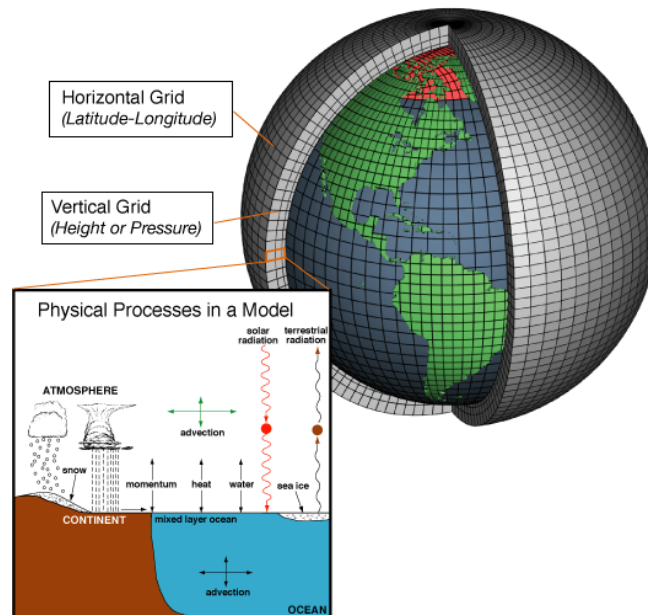 Horizontal Grid
(Latitude-Longitude)
Vertical Grid
(Height or Pressure)
Physical Processes in a Model
solar
radiation
terrestrial
radiation
ATMOSPHERE
advection
snow
momentum
heat
water
sea ice
CONTINENT
mixed layer ocean
advection
OCEAN